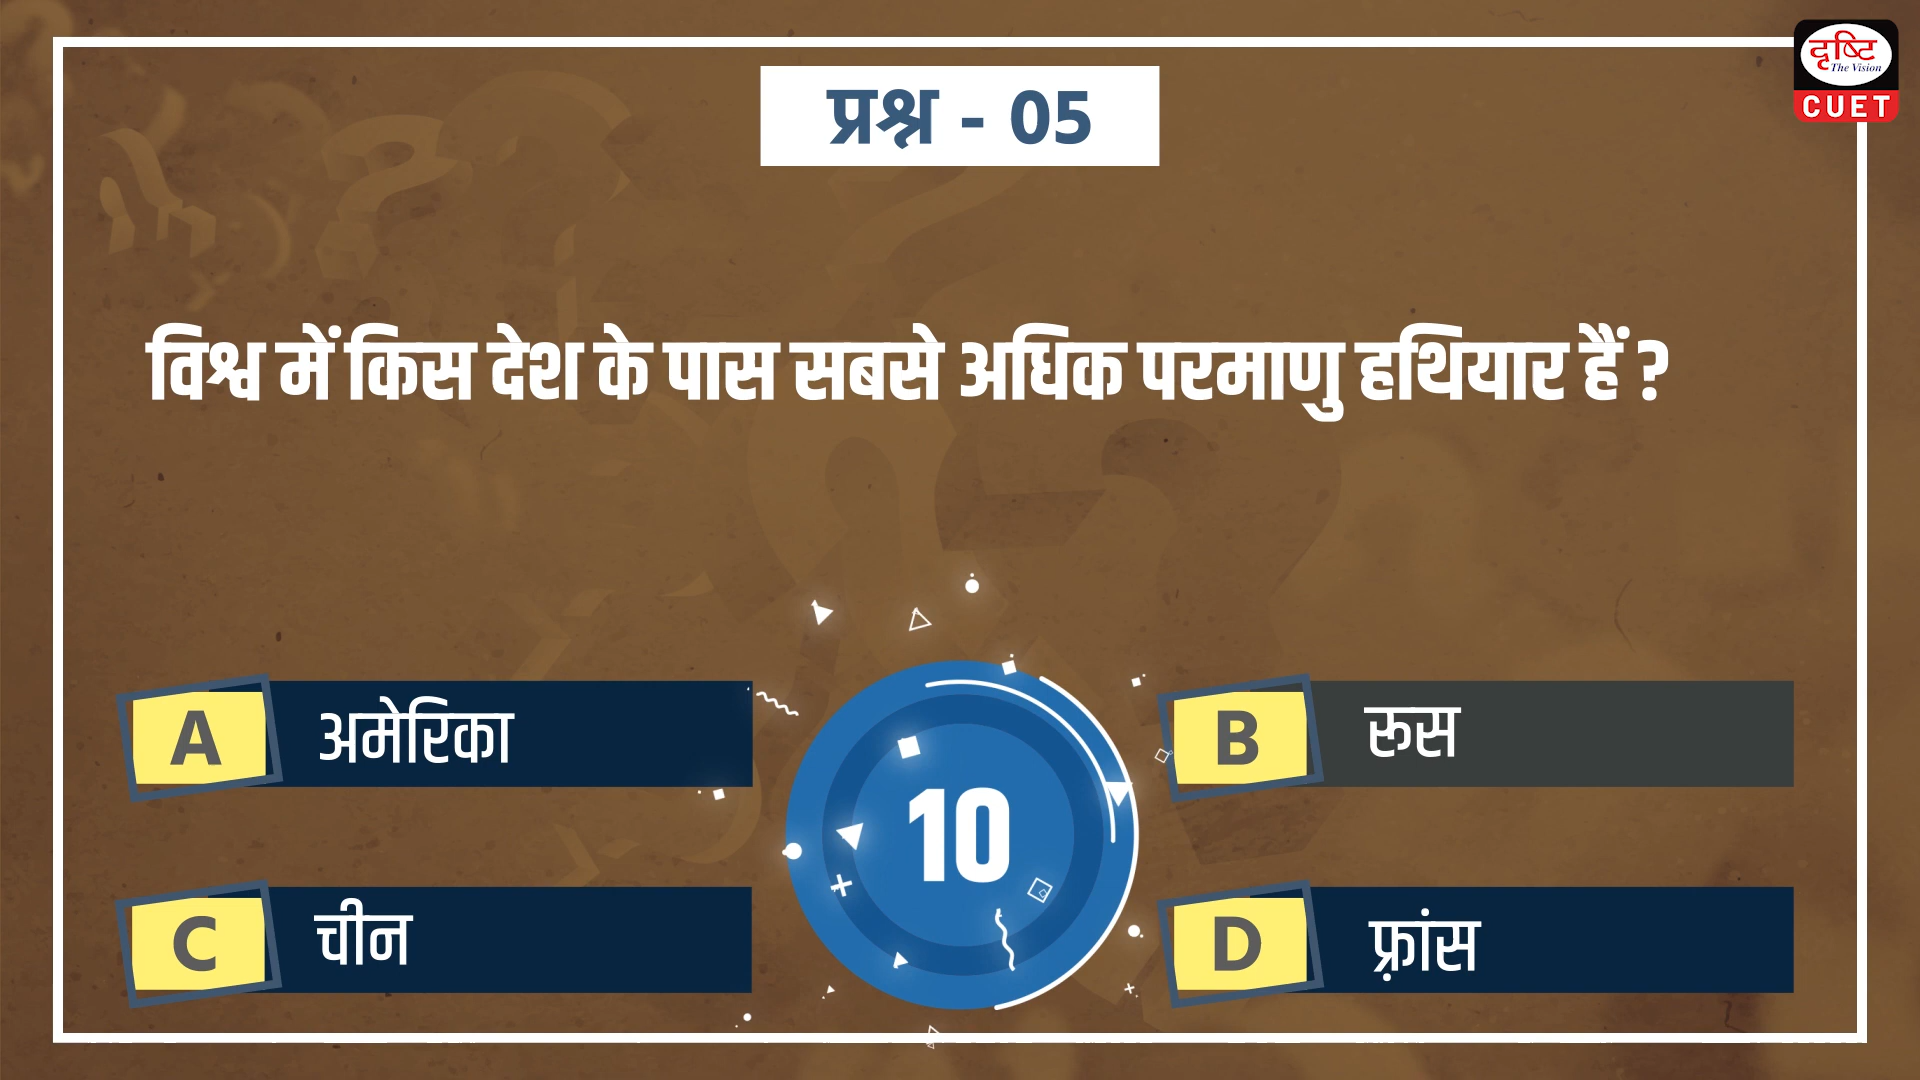 दृष्टि
The Vision
CUET
प्रश्न - 05
विश्व में किस देश के पास सबसे अधिक परमाणु हथियार हैं ?
A अमेरिका
B रूस
10
C चीन
D फ़्रांस